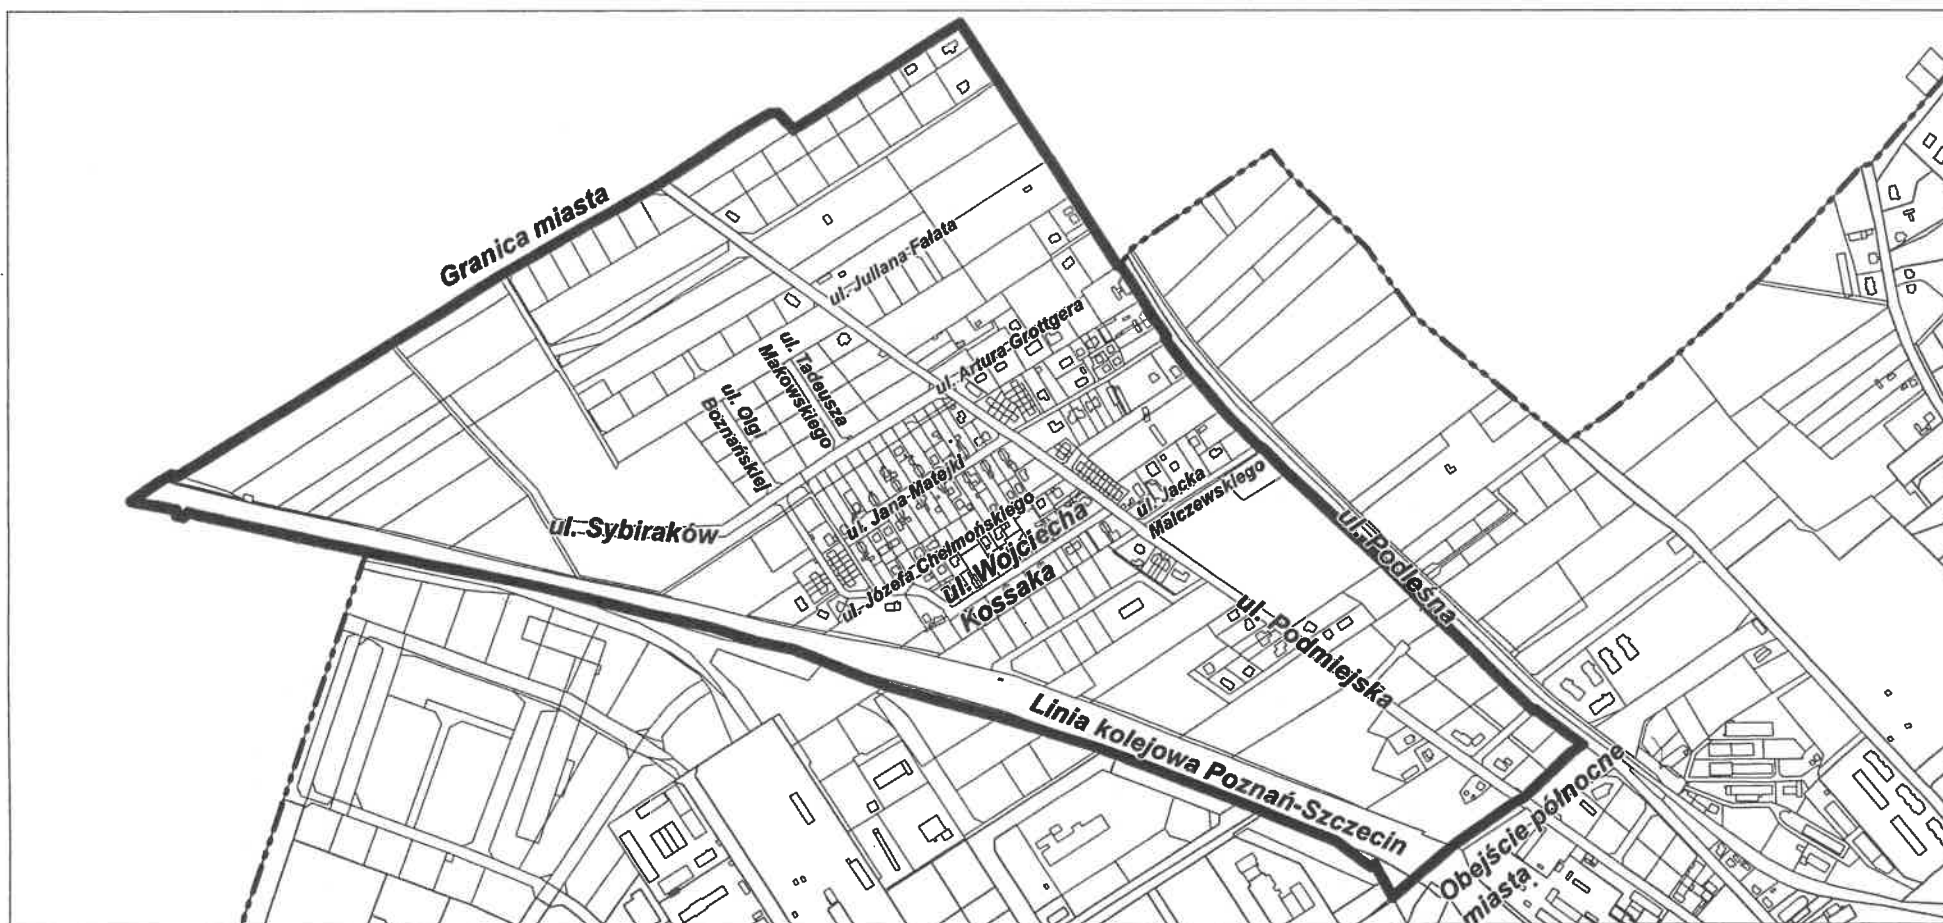 Granica miasta
ul. Juliana Fałata
ul. Artura Grottgera
ul. Tadeusza
Makowskiego
ul. Olgi
Boznańskiej
ul. Jana Matejki
ul. Jacka
Malczewskiego
ul. Sybiraków
ul. Józefa Chełmońskiego
ul. Wojciecha
Kossaka
ul. Podleśna
ul. Podmiejska
Linia kolejowa Poznań-Szczecin
Obejście północne
miasta